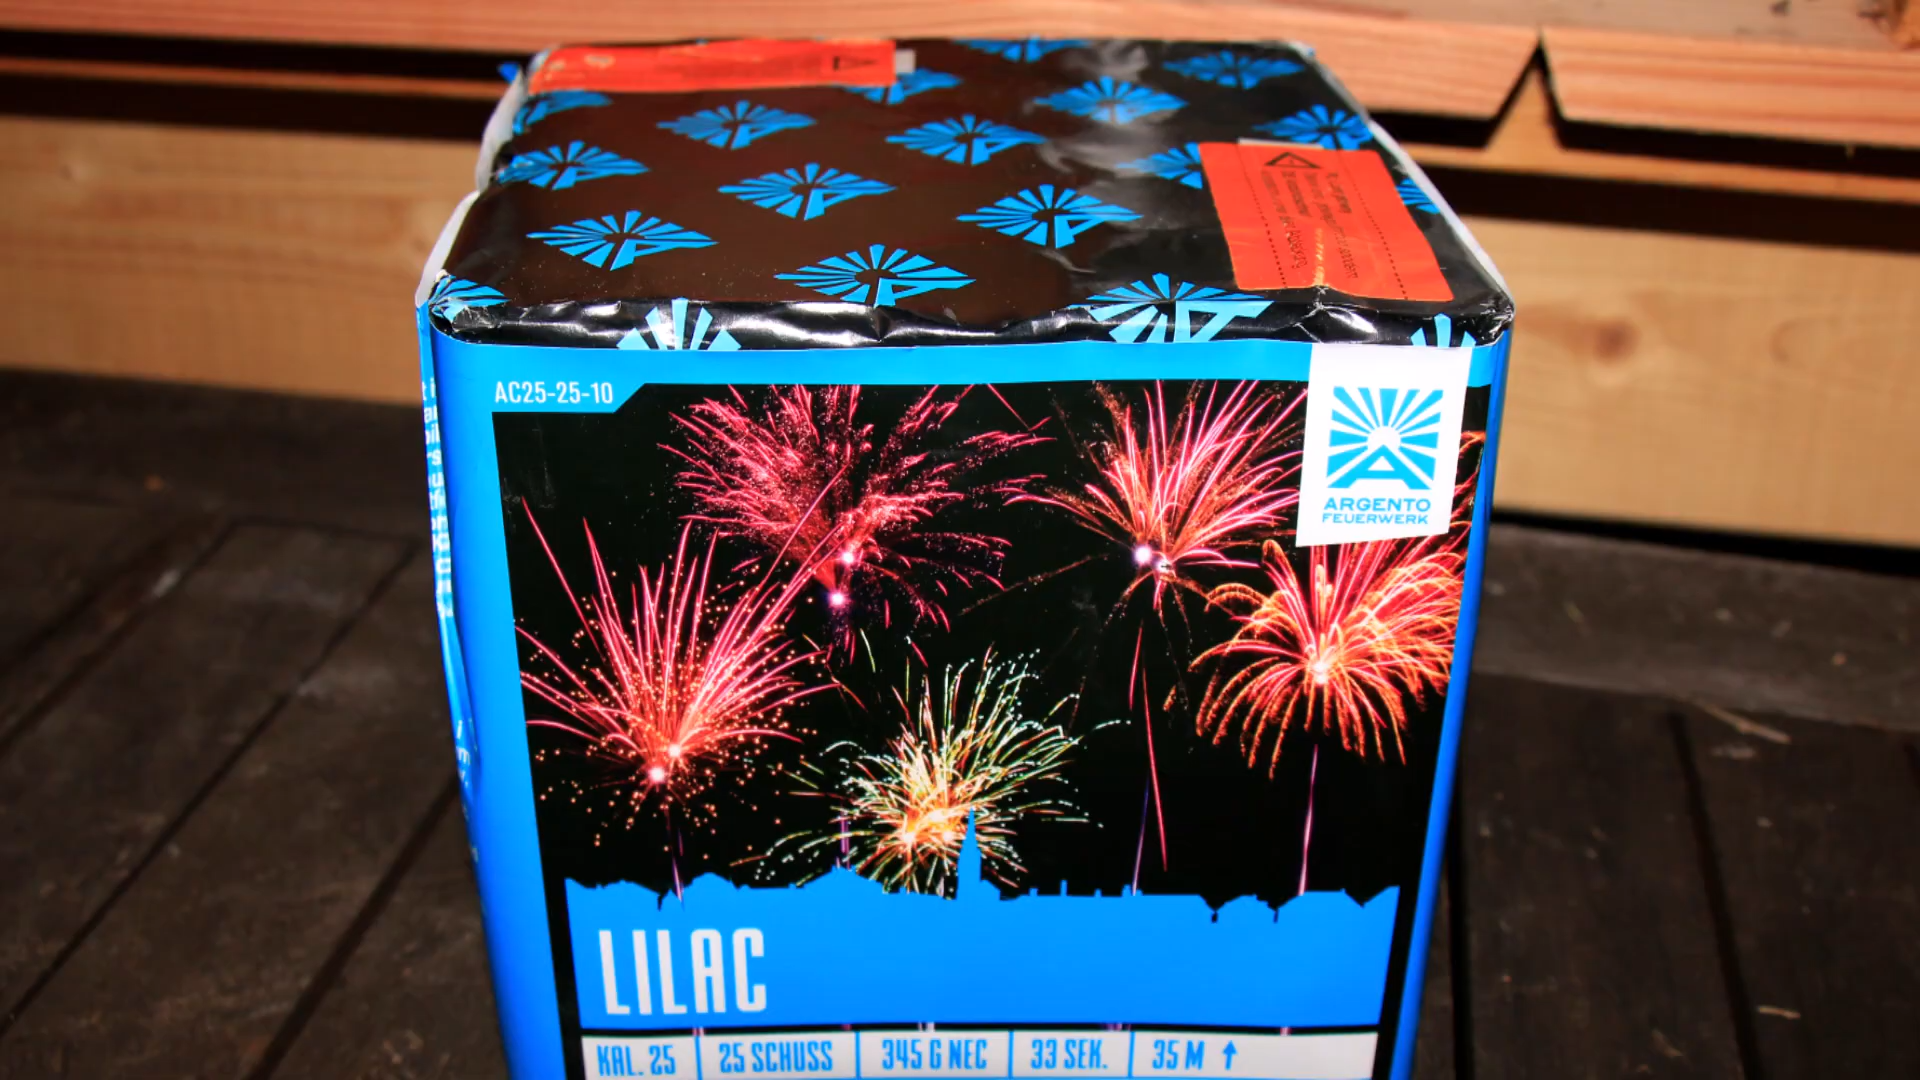 AC25-25-10
ARGENTO
FEUERWERK
LILAC
KAL. 25
25 SCHUSS
345 G NEC
33 SEK.
35 M ↑